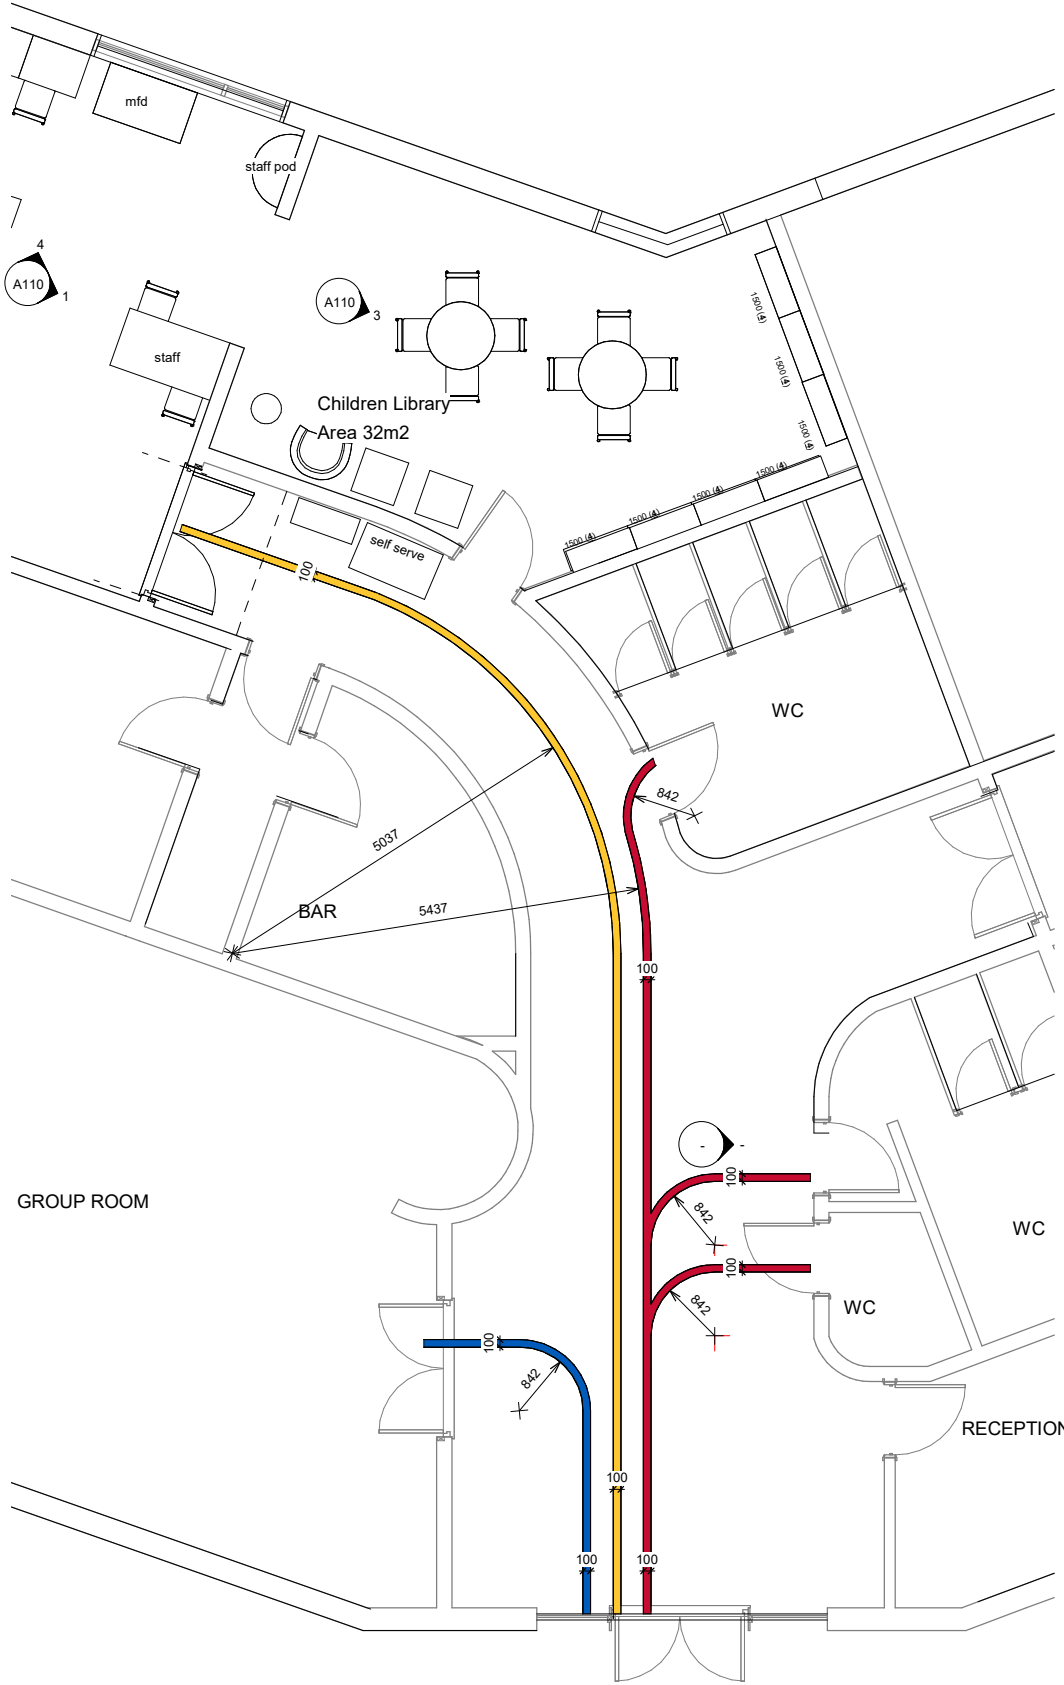 mfd
staff pod
4
A110
1
A110
3
staff
Children Library
Area 32m2
1500 (4)
1500 (4)
1500 (4)
1500 (4)
1500 (4)
1500 (4)
1500 (4)
self serve
100
WC
842
5037
BAR
5437
100
-
-
100
GROUP ROOM
842
WC
100
842
WC
100
842
RECEPTION
100
100
100